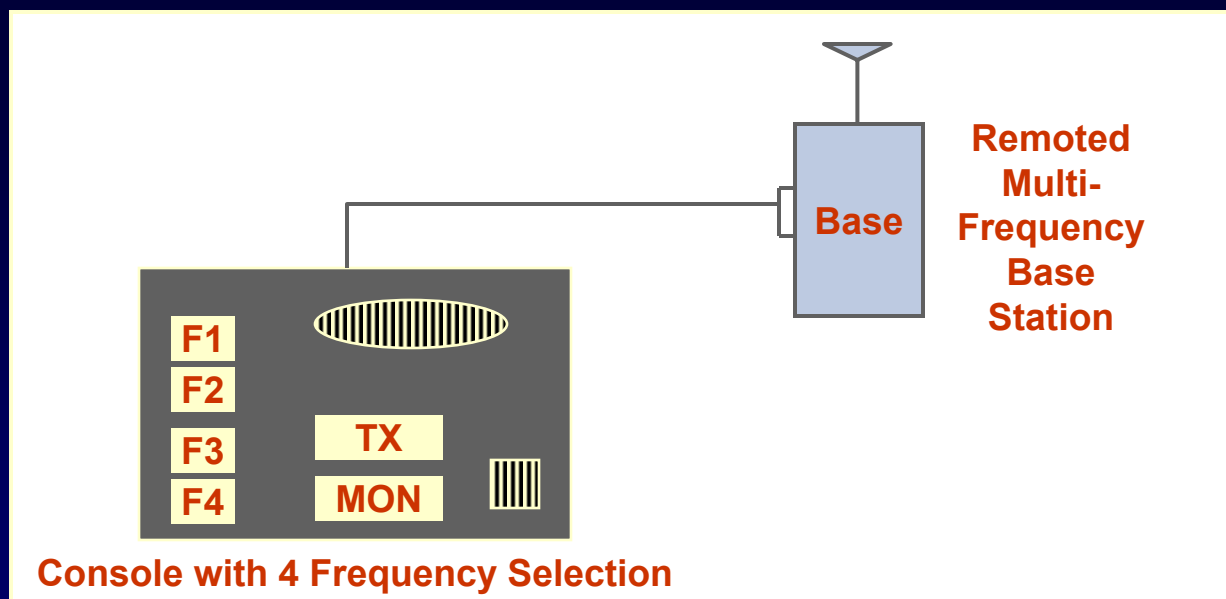 Remoted
Multi-
Frequency
Base
Station
Base
F1
F2
F3
F4
TX
MON
Console with 4 Frequency Selection